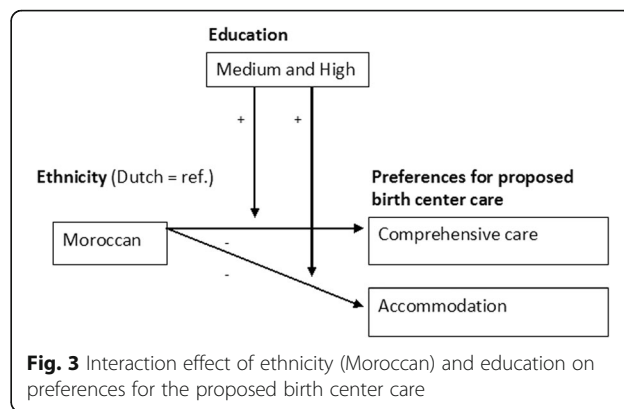 Education
Medium and High
+ +
Ethnicity (Dutch = ref.)
Preferences for proposed
birth center care
Moroccan
Comprehensive care
-
-
Accommodation
Fig. 3 Interaction effect of ethnicity (Moroccan) and education on
preferences for the proposed birth center care